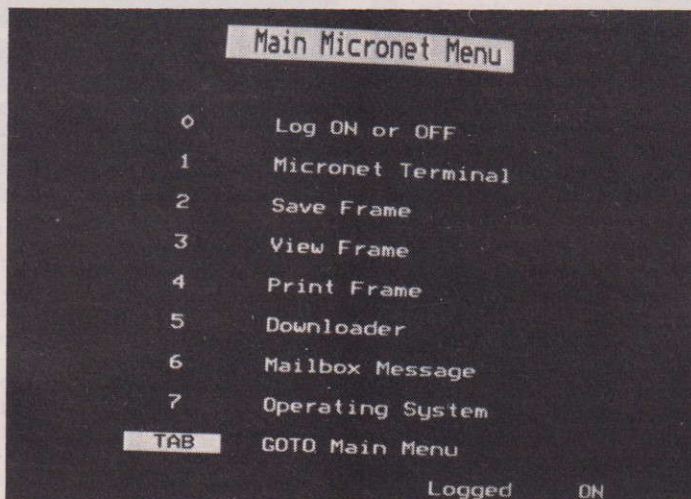 Main Micronet Menu
0 Log ON or OFF
1 Micronet Terminal
2 Save Frame
3 View Frame
4 Print Frame
5 Downloader
6 Mailbox Message
7 Operating System
TAB GOTO Main Menu
Logged ON